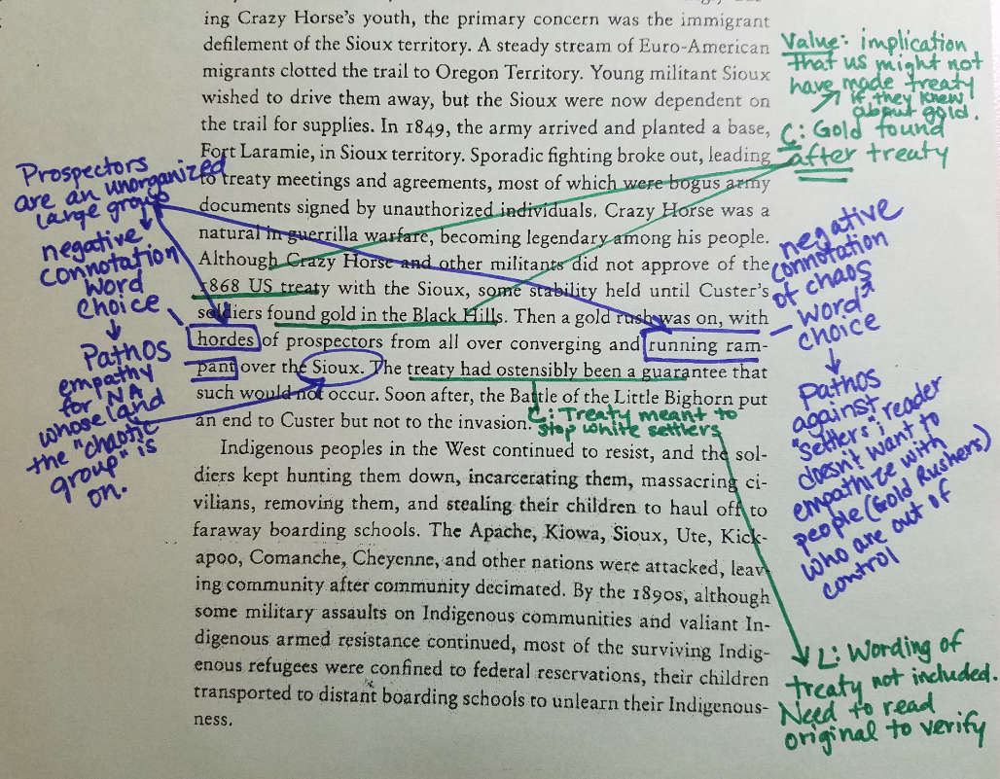 ing Crazy Horse's youth, the primary concern was the immigrant
defilement of the Sioux territory. A steady stream of Euro-American
migrants clotted the trail to Oregon Territory. Young militant Sioux
wished to drive them away, but the Sioux were now dependent on
the trail for supplies. In 1849, the army arrived and planted a base,
Fort Laramie, in Sioux territory. Sporadic fighting broke out, leading
to treaty meetings and agreements, most of which were bogus army
documents signed by unauthorized individuals. Crazy Horse was a
natural in guerrilla warfare, becoming legendary among his people.
Although Crazy Horse and other militants did not approve of the
1868 US treaty with the Sioux, some stability held until Custer's
soldiers found gold in the Black Hills. Then a gold rush was on, with
hordes of prospectors from all over converging and running ram-
pant over the Sioux. The treaty had ostensibly been a guarantee that
such would not occur. Soon after, the Battle of the Little Bighorn put
an end to Custer but not to the invasion.
Indigenous peoples in the West continued to resist, and the sol-
diers kept hunting them down, incarcerating them, massacring ci-
vilians, removing them, and stealing their children to haul off to
faraway boarding schools. The Apache, Kiowa, Sioux, Ute, Kick-
apoo, Comanche, Cheyenne, and other nations were attacked, leav-
ing community after community decimated. By the 1890s, although
some military assaults on Indigenous communities and valiant In-
digenous armed resistance continued, most of the surviving Indig-
enous refugees were confined to federal reservations, their children
transported to distant boarding schools to unlearn their Indigenous-
ness.
Prospectors
are an unorganized
large group
negative
connotation
word
choice
Pathos
empathy
for NA
whose land
the "chaotic
group" is
on.
C: Treaty meant to
stop white settlers
Value: implication
that us might not
have made treaty
if they knew
about gold.
C: Gold found
after treaty
negative
connotation
of chaos
word
choice
Pathos
against
"settlers"; reader
doesn't want to
empathize with
people (Gold Rushers)
who are out of
control
L: Wording of
treaty not included.
Need to read
original to verify